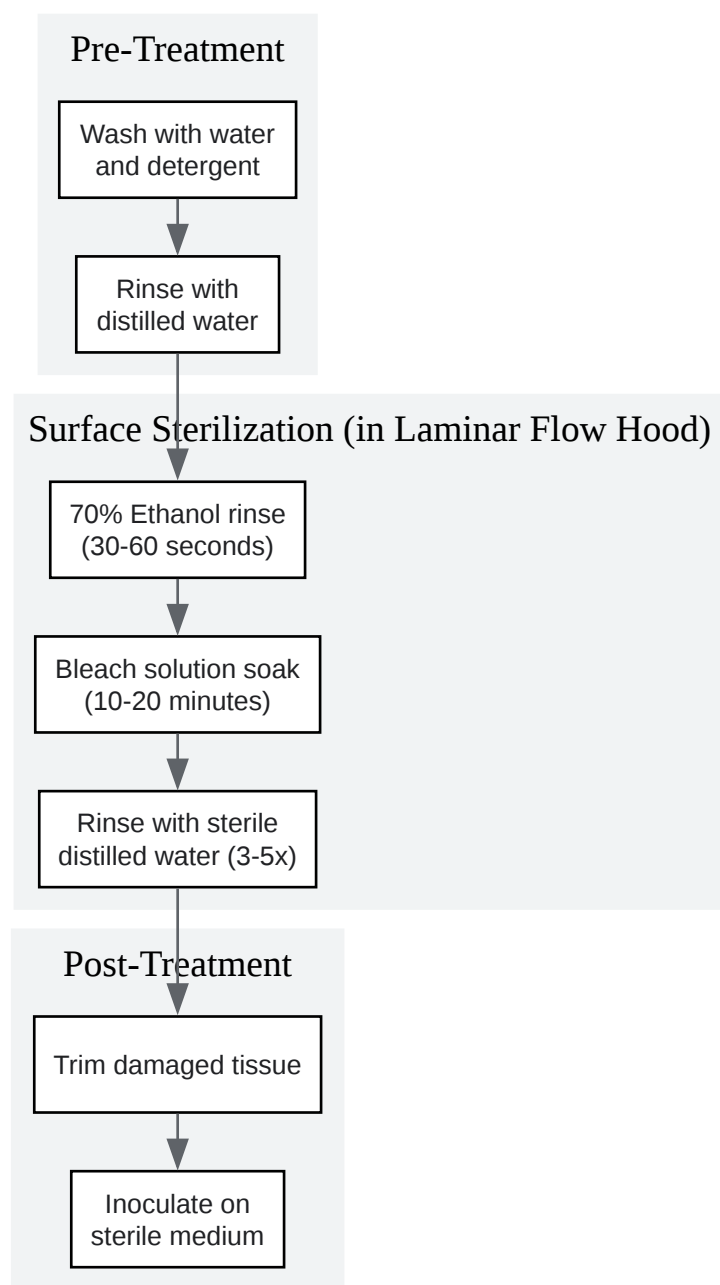 Pre-Treatment
Wash with water
and detergent
Rinse with
distilled water
Surface Sterilization (in Laminar Flow Hood)
70% Ethanol rinse
(30-60 seconds)
Bleach solution soak
(10-20 minutes)
Rinse with sterile
distilled water (3-5x)
Post-Treatment
Trim damaged tissue
Inoculate on
sterile medium